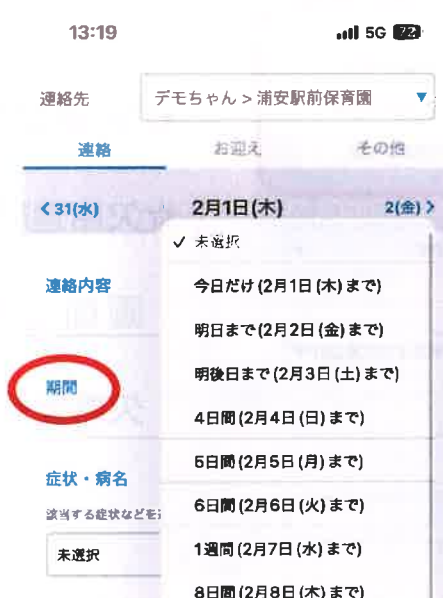 13:19 5G 72
連絡先 デモちゃん > 浦安駅前保育園 ▼
連絡 お迎え その他
< 31(水) 2月1日(木) 2(金) >
✓ 未選択
連絡内容
今日だけ (2月1日 (木) まで)
明日まで (2月2日 (金) まで)
期間
明後日まで (2月3日 (土) まで)
4日間 (2月4日 (日) まで)
5日間 (2月5日 (月) まで)
症状・病名
6日間 (2月6日 (火) まで)
該当する症状などを
未選択
1週間 (2月7日 (水) まで)
8日間 (2月8日 (木) まで)